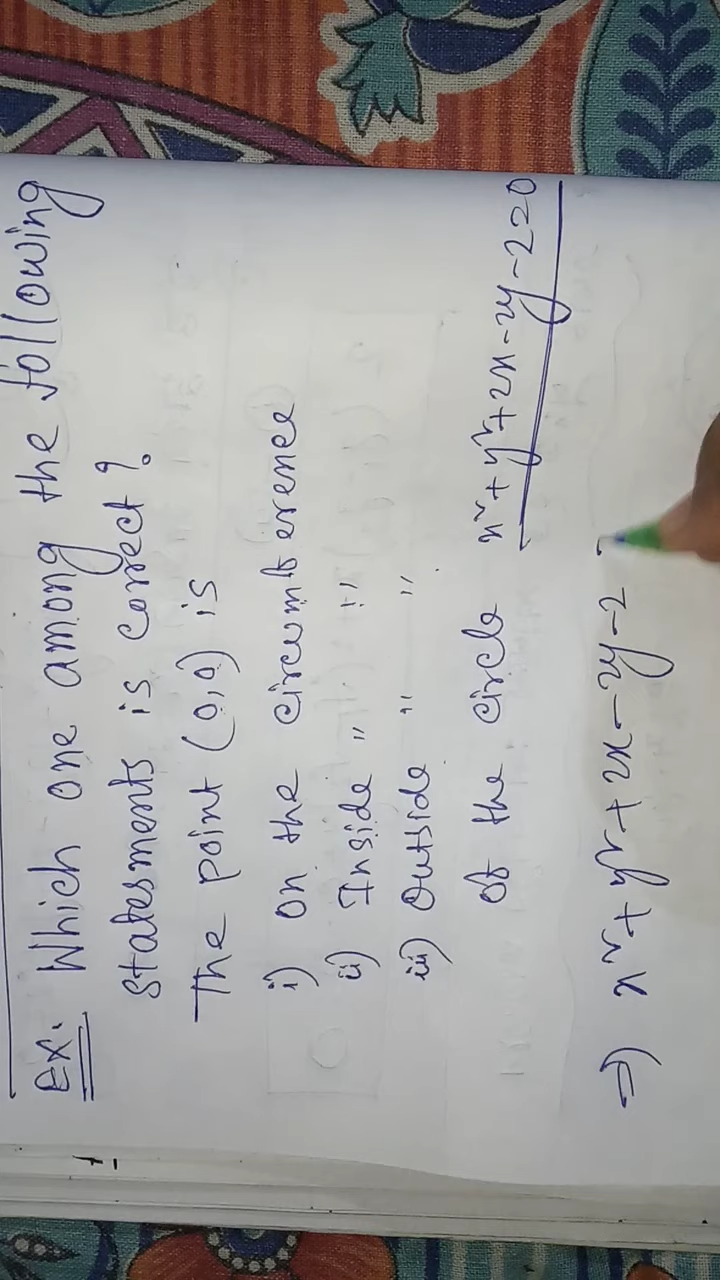 Ex. Which one among the following
statesments is correct?
The point (0,0) is
i) on the circumference
ii) Inside " "
iii) Outside " "
of the circle x²+y²+2x-2y-2=0
⇒ x²+y²+2x-2y-2